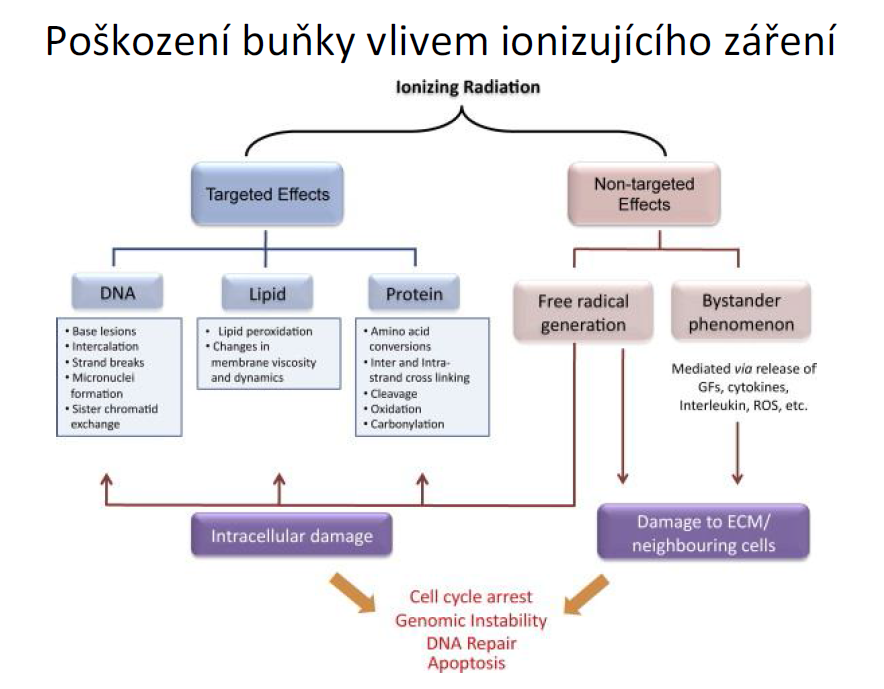 Poškození buňky vlivem ionizujícího záření
Ionizing Radiation
Targeted Effects
Non-targeted
Effects
DNA
• Base lesions
• Intercalation
• Strand breaks
• Micronuclei
formation
• Sister chromatid
exchange
Lipid
• Lipid peroxidation
• Changes in
membrane viscosity
and dynamics
Protein
• Amino acid
conversions
• Inter and Intra-
strand cross linking
• Cleavage
• Oxidation
• Carbonylation
Free radical
generation
Bystander
phenomenon
Mediated via release of
GFs, cytokines,
Interleukin, ROS, etc.
Intracellular damage
Damage to ECM/
neighbouring cells
Cell cycle arrest
Genomic Instability
DNA Repair
Apoptosis